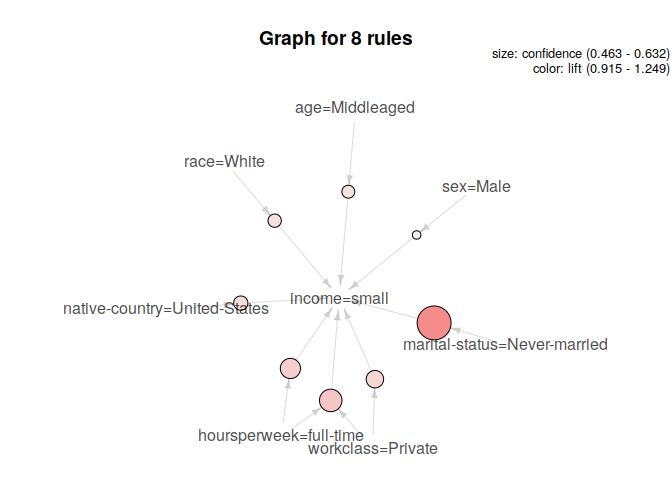 Graph for 8 rules
size: confidence (0.463 - 0.632)
color: lift (0.915 - 1.249)
age=Middleaged
race=White
sex=Male
income=small
native-country=United-States
marital-status=Never-married
hoursperweek=full-time
workclass=Private